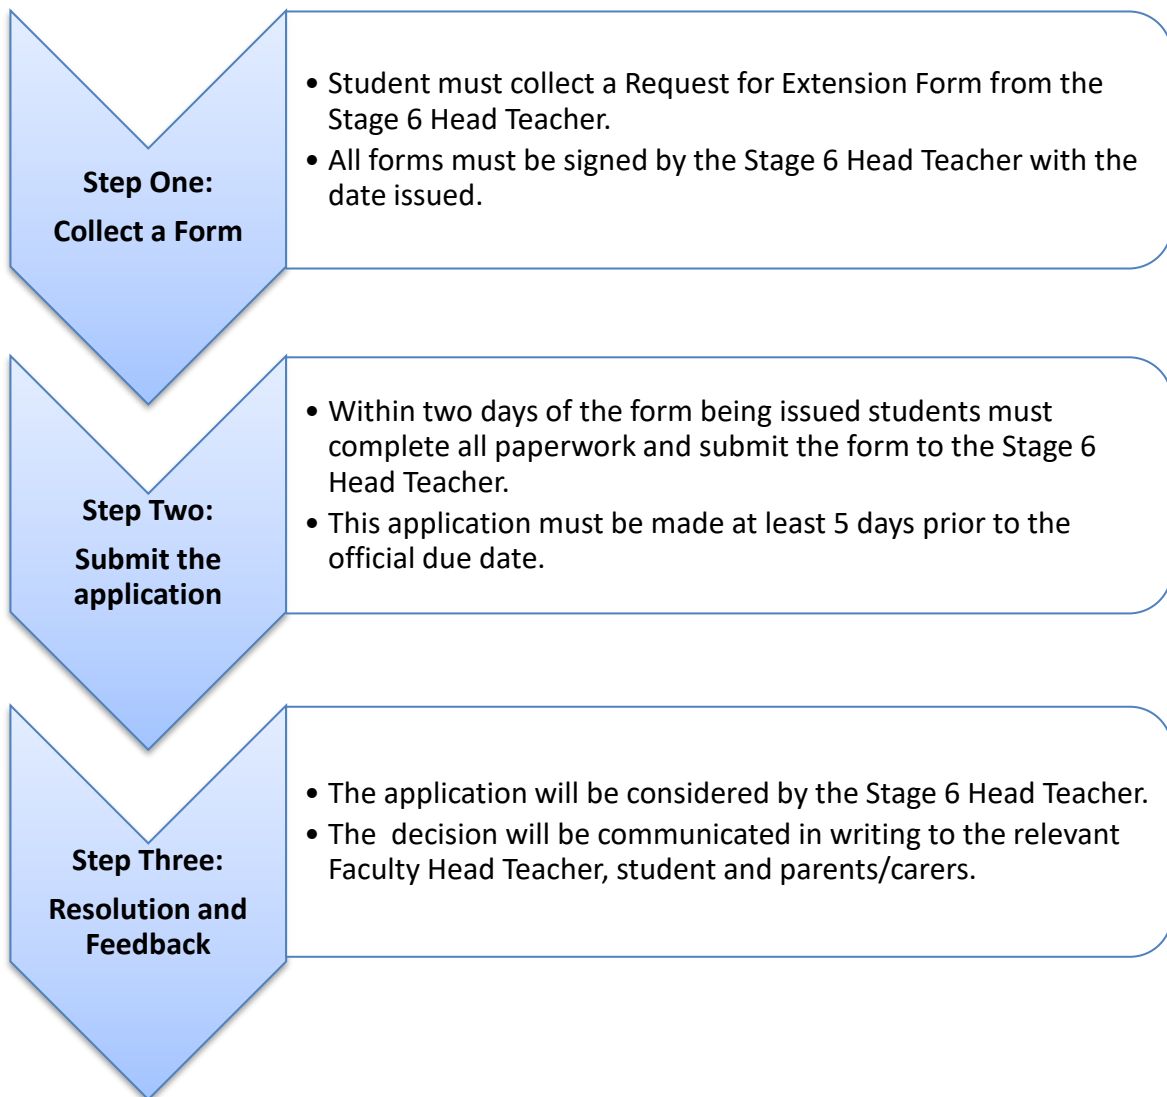 Step One:
Collect a Form
• Student must collect a Request for Extension Form from the
Stage 6 Head Teacher.
• All forms must be signed by the Stage 6 Head Teacher with the
date issued.
Step Two:
Submit the
application
• Within two days of the form being issued students must
complete all paperwork and submit the form to the Stage 6
Head Teacher.
• This application must be made at least 5 days prior to the
official due date.
Step Three:
Resolution and
Feedback
• The application will be considered by the Stage 6 Head Teacher.
• The  decision will be communicated in writing to the relevant
Faculty Head Teacher, student and parents/carers.